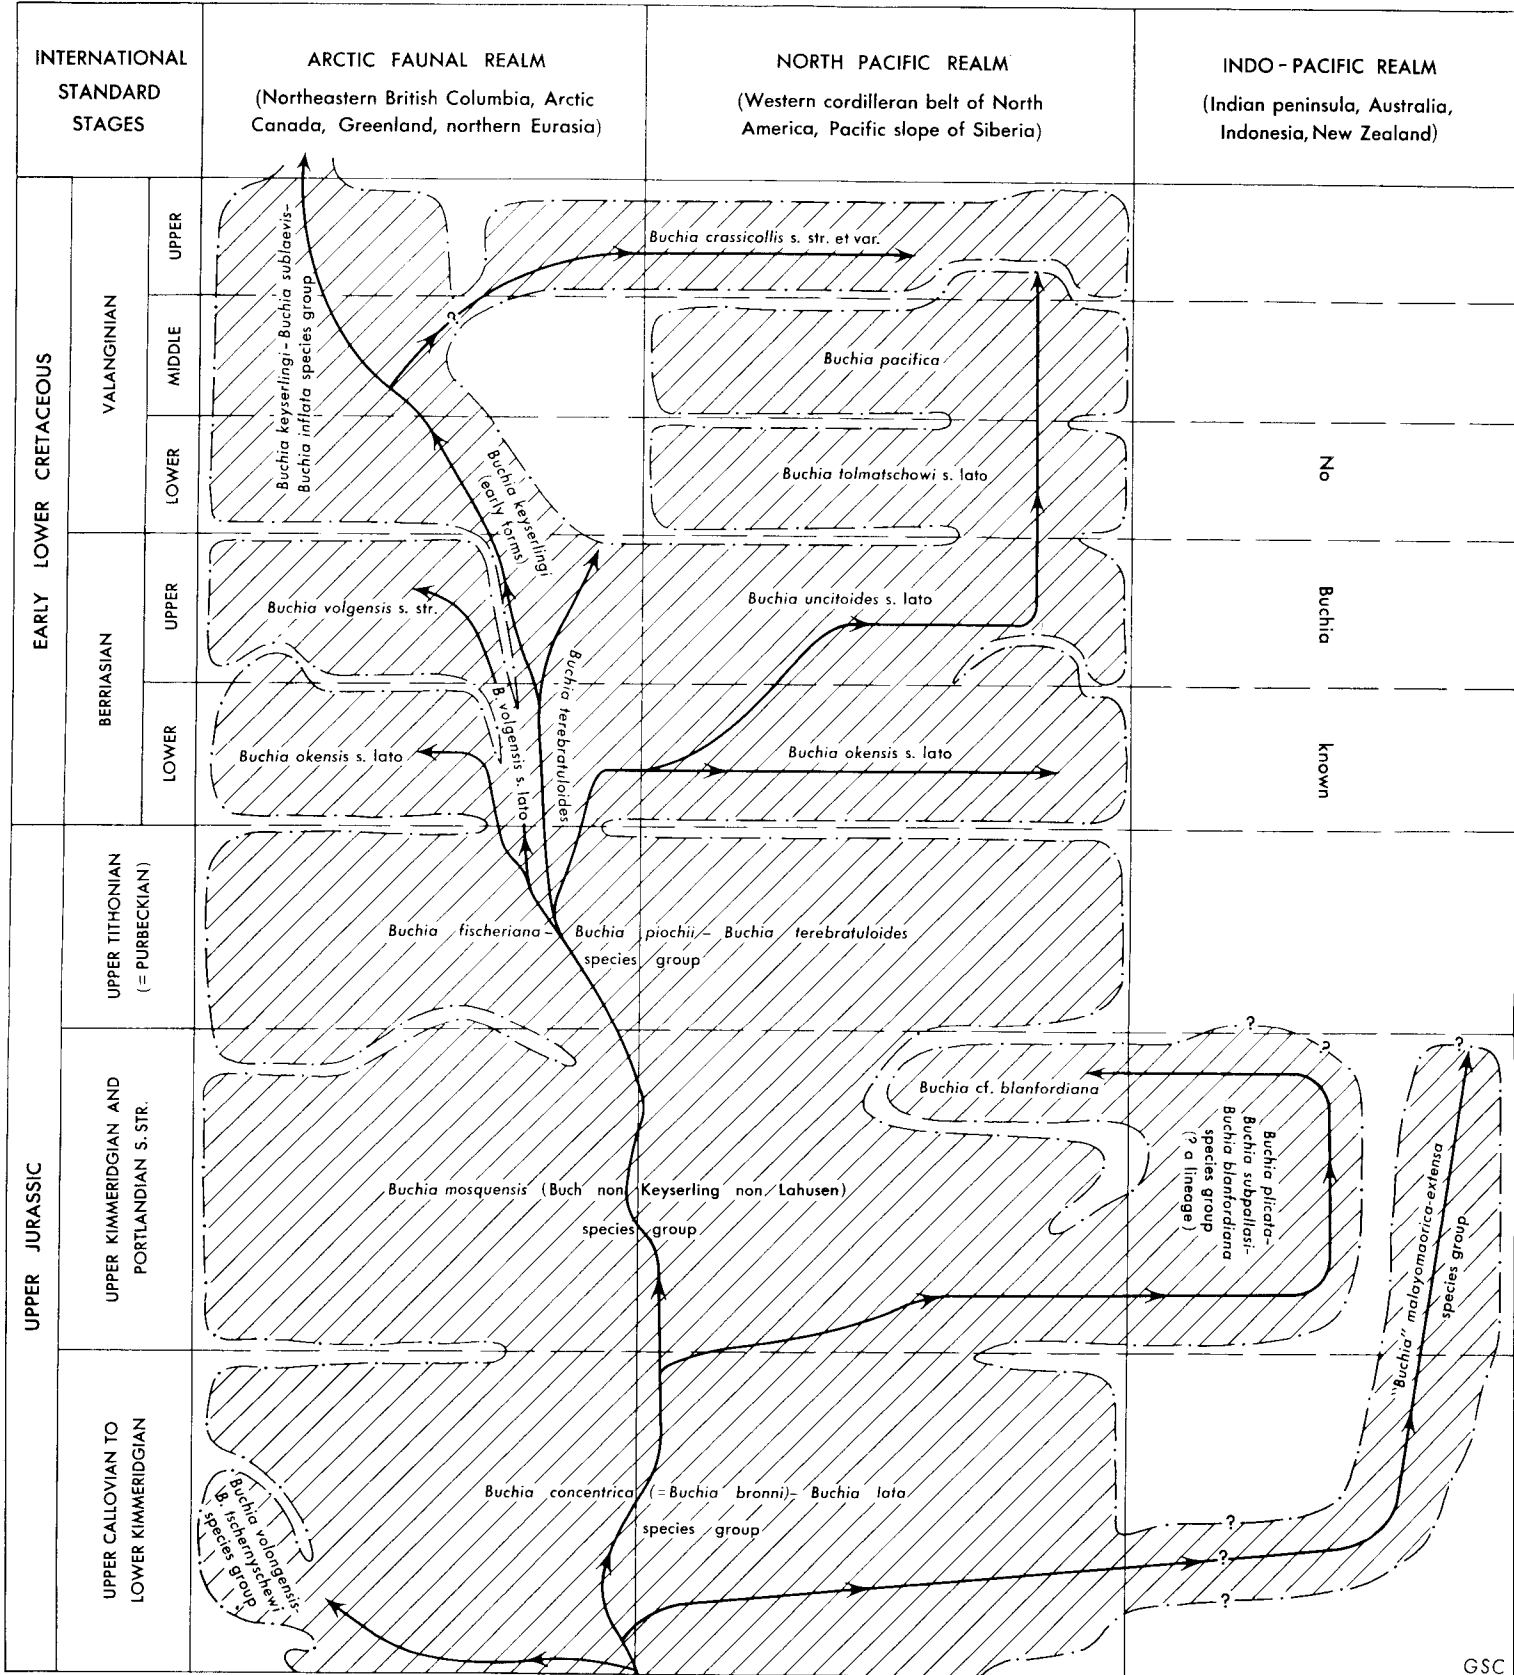 INTERNATIONAL
STANDARD
STAGES
ARCTIC FAUNAL REALM
(Northeastern British Columbia, Arctic
Canada, Greenland, northern Eurasia)
NORTH PACIFIC REALM
(Western cordilleran belt of North
America, Pacific slope of Siberia)
INDO-PACIFIC REALM
(Indian peninsula, Australia,
Indonesia, New Zealand)
EARLY LOWER CRETACEOUS
VALANGINIAN
UPPER
MIDDLE
LOWER
BERRIASIAN
UPPER
LOWER
UPPER JURASSIC
UPPER TITHONIAN
(= PURBECKIAN)
UPPER KIMMERIDGIAN AND
PORTLANDIAN S. STR.
UPPER CALLOVIAN TO
LOWER KIMMERIDGIAN
Buchia keyserlingi-Buchia sublaevis-
Buchia inflata species group
Buchia crassicollis s. str. et var.
?
Buchia pacifica
Buchia keyserlingi
(early forms)
Buchia tolmatschowi s. lato
No
Buchia
known
Buchia volgensis s. str.
Buchia uncitoides s. lato
B. volgensis s. lato
Buchia terebratuloides
Buchia okensis s. lato
Buchia okensis s. lato
Buchia fischeriana- Buchia piochii- Buchia terebratuloides
species group
?
?
?
Buchia cf. blanfordiana
Buchia plicata-
Buchia subpallasi-
Buchia blanfordiana
species group
(? a lineage)
Buchia mosquensis (Buch non Keyserling non Lahusen)
species group
"Buchia" malayomaorica-extensa
species group
Buchia concentrica (=Buchia bronni)- Buchia lata
species group
Buchia volongensis-
B. tschernyschewi
species group
?
?
?
GSC